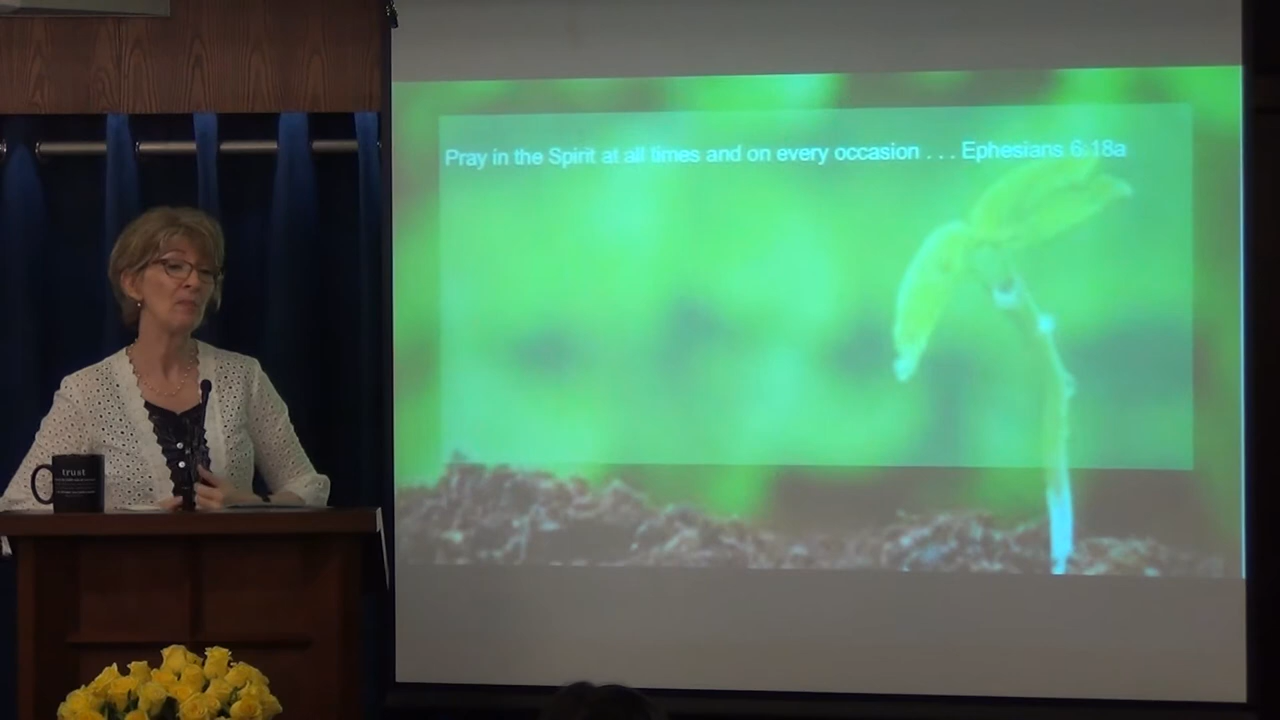 Pray in the Spirit at all times and on every occasion . . . Ephesians 6:18a
trust